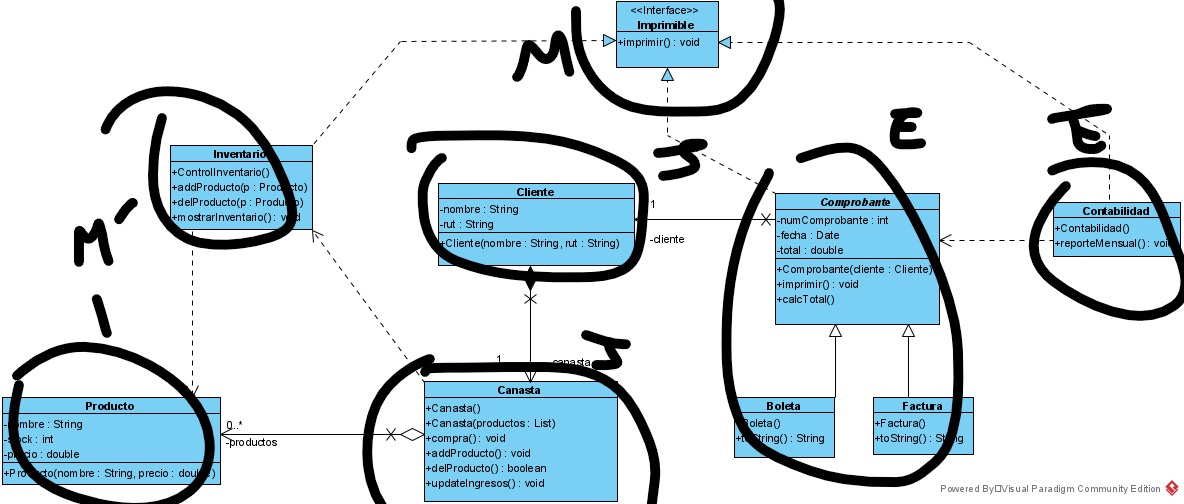 <<Interface>>
Imprimible
+imprimir() : void
M
E
E
J
Inventario
+ControlInventario()
+addProducto(p : Producto)
+delProducto(p : Producto)
+mostrarInventario() : void
M
Cliente
-nombre : String
-rut : String
+Cliente(nombre : String, rut : String)
1
-cliente
Comprobante
-numComprobante : int
-fecha : Date
-total : double
+Comprobante(cliente : Cliente)
+imprimir() : void
+calcTotal()
Contabilidad
+Contabilidad()
+reporteMensual() : void
1
-canasta
J
Producto
-nombre : String
-stock : int
-precio : double
+Producto(nombre : String, precio : double)
0..*
-productos
Canasta
+Canasta()
+Canasta(productos : List)
+compra() : void
+addProducto() : void
+delProducto() : boolean
+updateIngresos() : void
Boleta
+Boleta()
+toString() : String
Factura
+Factura()
+toString() : String
Powered By Visual Paradigm Community Edition